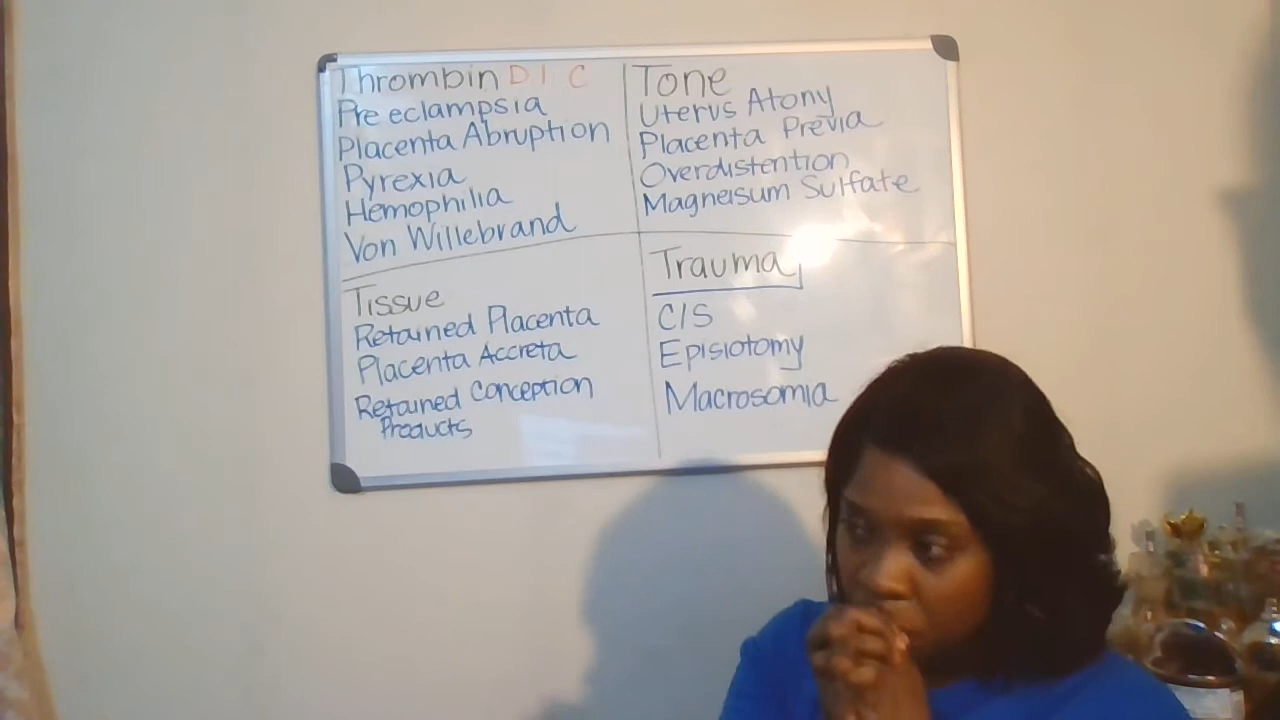 Thrombin D I C
Pre eclampsia
Placenta Abruption
Pyrexia
Hemophilia
Von Willebrand
Tone
Uterus Atony
Placenta Previa
Overdistention
Magneisum Sulfate
Tissue
Retained Placenta
Placenta Accreta
Retained Conception
Products
Trauma
C/S
Episiotomy
Macrosomia